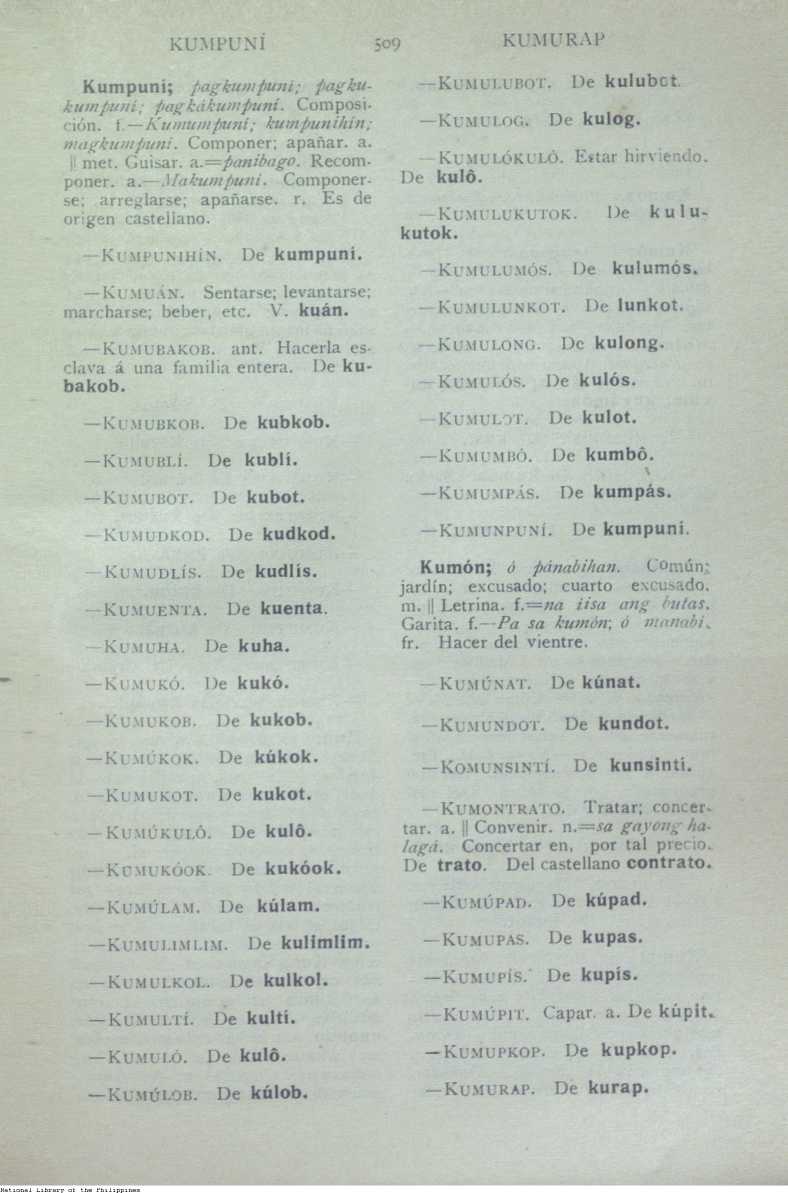 KUMPUNÍ 509 KUMURAP
Kumpuni; pagkumpuni; pagku-
kumpuní; pagkákumpuni. Composi-
ción. f.—Kumumpuní; kumpunihín;
magkumpuni. Componer; apañar. a.
|| met. Guisar. a.=panibago. Recom-
poner. a.—Makumpuni. Componer-
se; arreglarse; apañarse. r. Es de
origen castellano.
—KUMPUNIHÍN. De kumpuni.
—KUMUÁN. Sentarse; levantarse;
marcharse; beber, etc. V. kuán.
—KUMUBAKOB. ant. Hacerla es-
clava á una familia entera. De ku-
bakob.
—KUMUBKOB. De kubkob.
—KUMUBLÍ. De kublí.
—KUMUBOT. De kubot.
—KUMUDKOD. De kudkod.
—KUMUDLÍS. De kudlís.
—KUMUENTA. De kuenta.
—KUMUHA. De kuha.
—KUMUKÓ. De kukó.
—KUMUKOB. De kukob.
—KUMÚKOK. De kúkok.
—KUMUKOT. De kukot.
—KUMÚKULÔ. De kulô.
—KUMUKÓOK. De kukóok.
—KUMÚLAM. De kúlam.
—KUMULIMLIM. De kulimlim.
—KUMULKOL. De kulkol.
—KUMULTÍ. De kulti.
—KUMULÓ. De kulô.
—KUMÚLOB. De kúlob.
—KUMULUBOT. De kulubot.
—KUMULOG. De kulog.
—KUMULÓKULÓ. Estar hirviendo.
De kulô.
—KUMULUKUTOK. De kulu-
kutok.
—KUMULUMÓS. De kulumós.
—KUMULUNKOT. De lunkot.
—KUMULONG. De kulong.
—KUMULÓS. De kulós.
—KUMULOT. De kulot.
—KUMUMBÓ. De kumbô.
—KUMUMPÁS. De kumpás.
—KUMUNPUNÍ. De kumpuni.
Kumón; ó pánabihan. Común;
jardín; excusado; cuarto excusado.
m. || Letrina. f.=na iisa ang butas.
Garita. f.—Pa sa kumón; ó manabi.
fr. Hacer del vientre.
—KUMÚNAT. De kúnat.
—KUMUNDOT. De kundot.
—KOMUNSINTÍ. De kunsinti.
—KUMONTRATO. Tratar; concer-
tar. a. || Convenir. n.=sa gayong ha-
lagá. Concertar en, por tal precio.
De trato. Del castellano contrato.
—KUMÚPAD. De kúpad.
—KUMUPAS. De kupas.
—KUMUPÍS. De kupís.
—KUMÚPIT. Capar. a. De kúpit.
—KUMUPKOP. De kupkop.
—KUMURAP. De kurap.
National Library of the Philippines